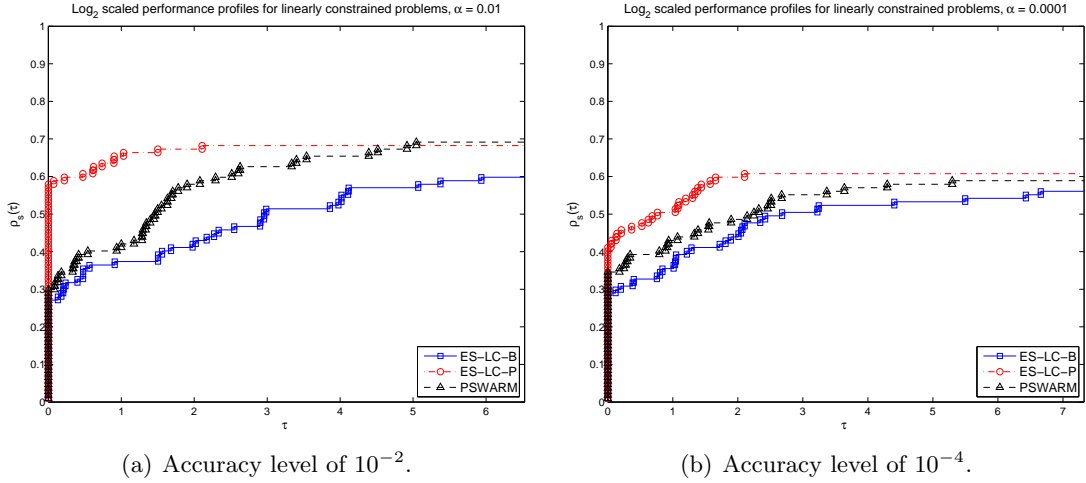 Log₂ scaled performance profiles for linearly constrained problems, α = 0.01
1
0.9
0.8
0.7
0.6
0.5
0.4
0.3
0.2
0.1
0
ρₛ(τ)
0 1 2 3 4 5 6
τ
ES−LC−B
ES−LC−P
PSWARM
(a) Accuracy level of 10⁻².
Log₂ scaled performance profiles for linearly constrained problems, α = 0.0001
1
0.9
0.8
0.7
0.6
0.5
0.4
0.3
0.2
0.1
0
ρₛ(τ)
0 1 2 3 4 5 6 7
τ
ES−LC−B
ES−LC−P
PSWARM
(b) Accuracy level of 10⁻⁴.